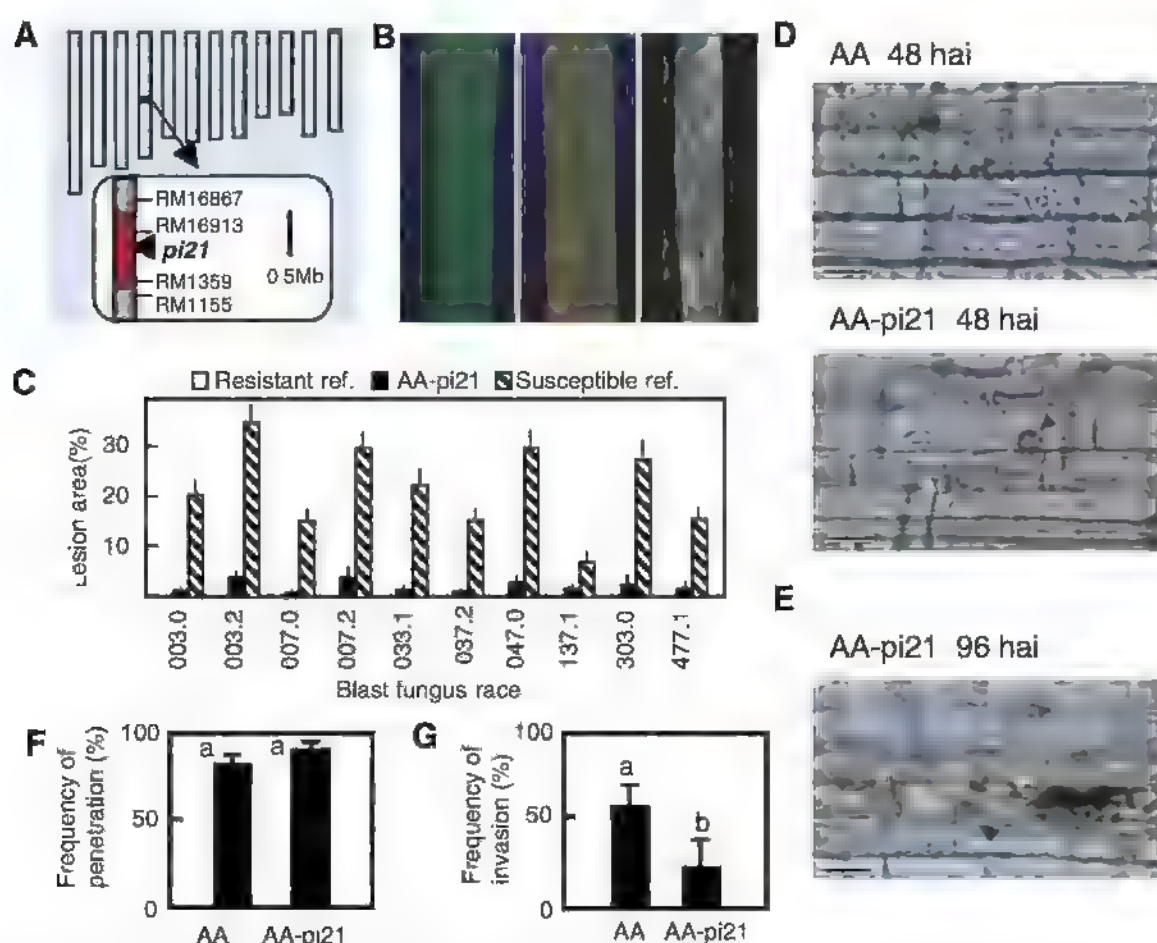 A
RM16867
RM16913
pi21
RM1359
RM1155
0.5Mb
B
C
Resistant ref. AA-pi21 Susceptible ref.
Lesion area(%)
30
20
10
003.0 003.2 007.0 007.2 033.1 037.2 047.0 137.1 303.0 477.1
Blast fungus race
D
AA 48 hai
AA-pi21 48 hai
E
AA-pi21 96 hai
F
Frequency of
penetration (%)
100
50
0
a a
AA AA-pi21
G
Frequency of
invasion (%)
100
50
0
a
b
AA AA-pi21